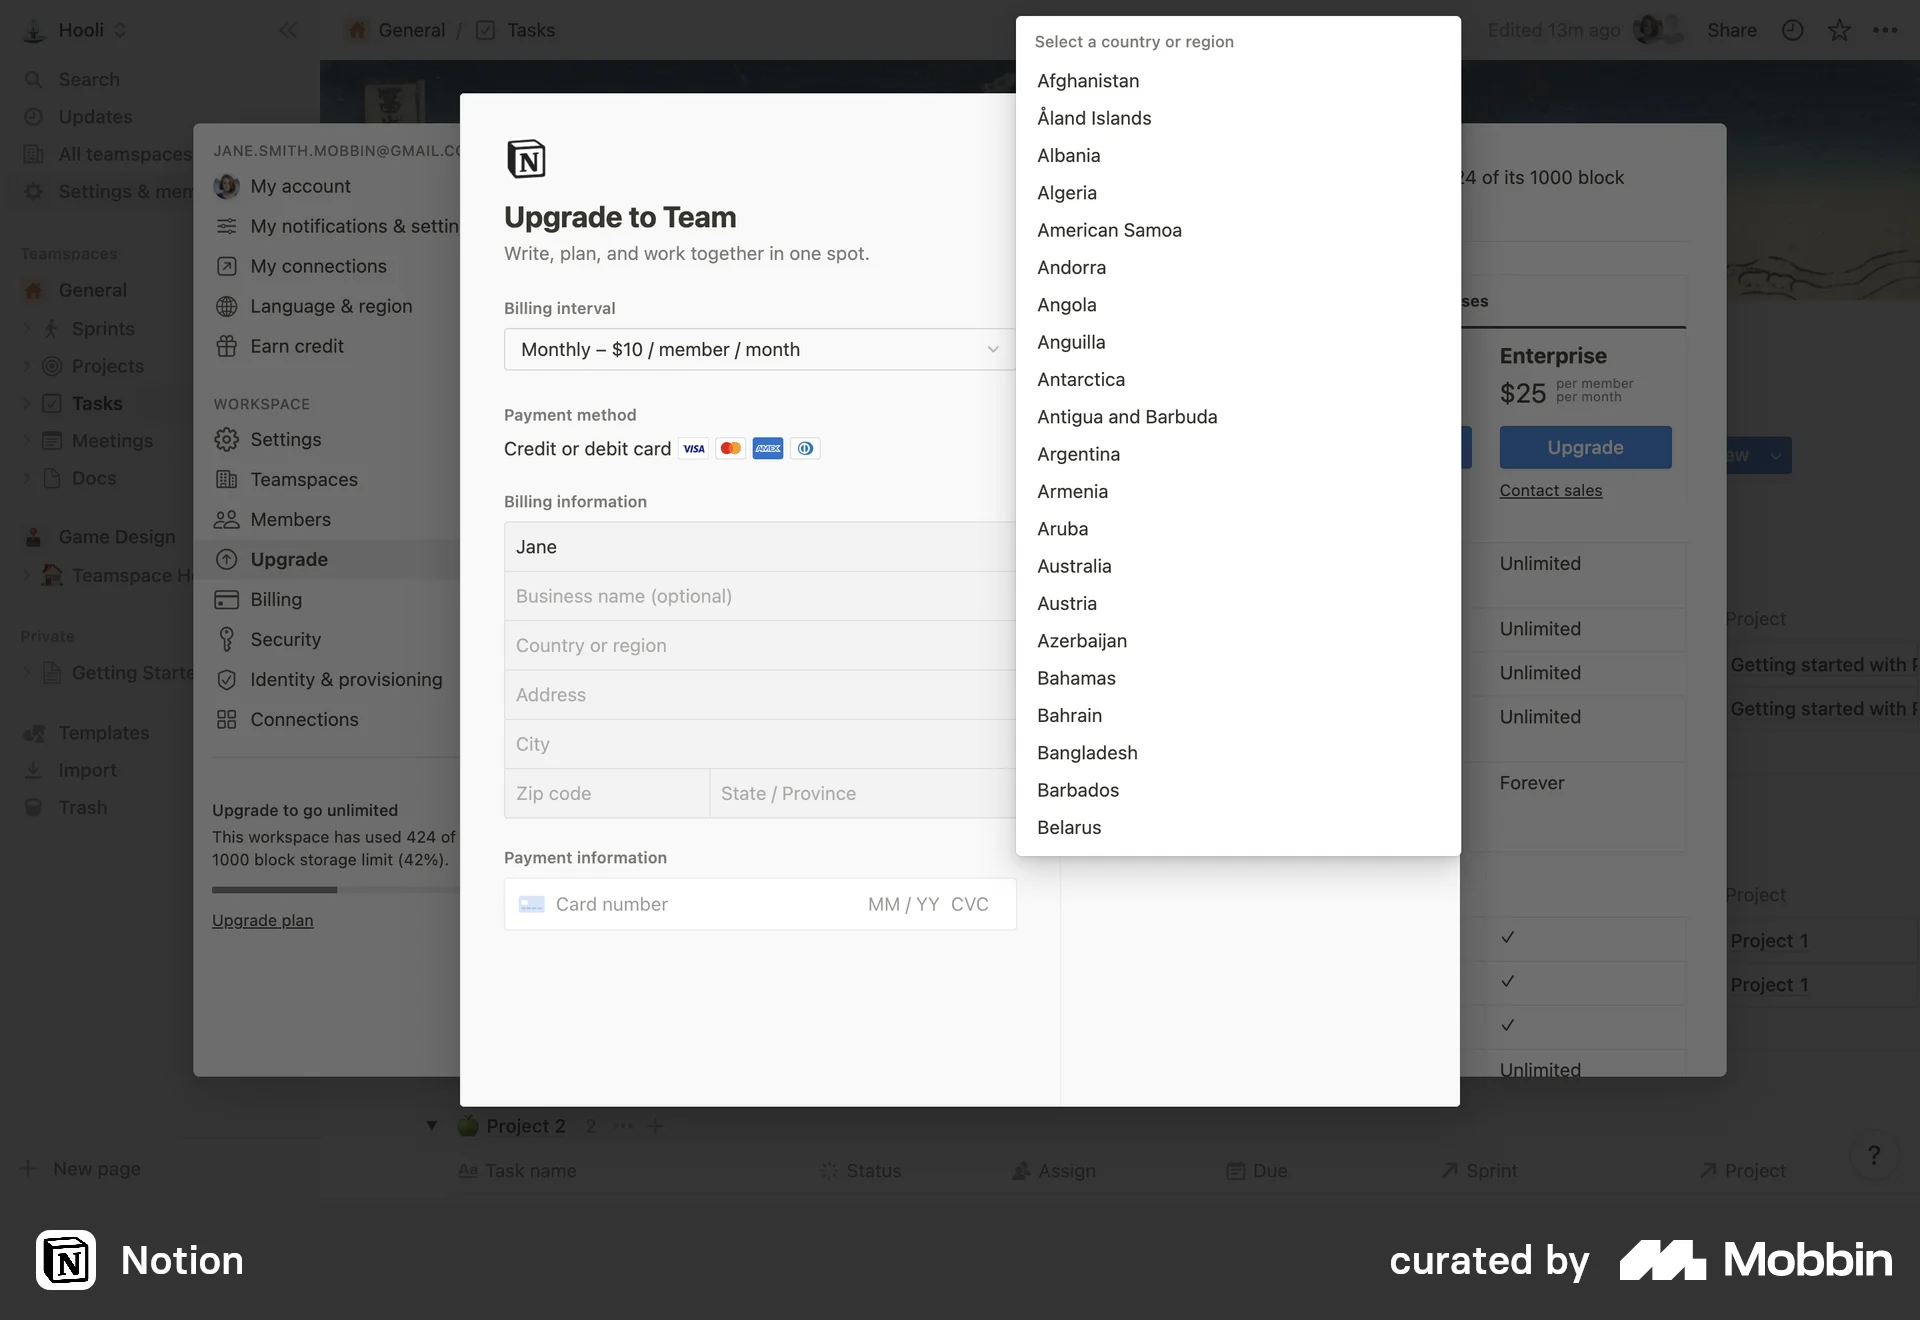 Hooli
General / Tasks
Edited 13m ago
Share
Search
Updates
All teamspaces
Settings & mem
Teamspaces
General
Sprints
Projects
Tasks
Meetings
Docs
Game Design
Teamspace H
Private
Getting Starte
Templates
Import
Trash
New page
JANE.SMITH.MOBBIN@GMAIL.CO
My account
My notifications & settin
My connections
Language & region
Earn credit
WORKSPACE
Settings
Teamspaces
Members
Upgrade
Billing
Security
Identity & provisioning
Connections
Upgrade to go unlimited
This workspace has used 424 of
1000 block storage limit (42%).
Upgrade plan
N
Upgrade to Team
Write, plan, and work together in one spot.
Billing interval
Monthly – $10 / member / month
Payment method
Credit or debit card VISA AMEX
Billing information
Jane
Business name (optional)
Country or region
Address
City
Zip code State / Province
Payment information
Card number MM / YY CVC
Select a country or region
Afghanistan
Åland Islands
Albania
Algeria
American Samoa
Andorra
Angola
Anguilla
Antarctica
Antigua and Barbuda
Argentina
Armenia
Aruba
Australia
Austria
Azerbaijan
Bahamas
Bahrain
Bangladesh
Barbados
Belarus
24 of its 1000 block
ses
Enterprise
$25 per member
per month
Upgrade
Contact sales
Unlimited
Unlimited
Unlimited
Unlimited
Forever
✓
✓
✓
Unlimited
ew
Project
Getting started with P
Getting started with P
Project
Project 1
Project 1
Project 2 2 ... +
Aa Task name Status Assign Due Sprint Project
?
N Notion
curated by Mobbin